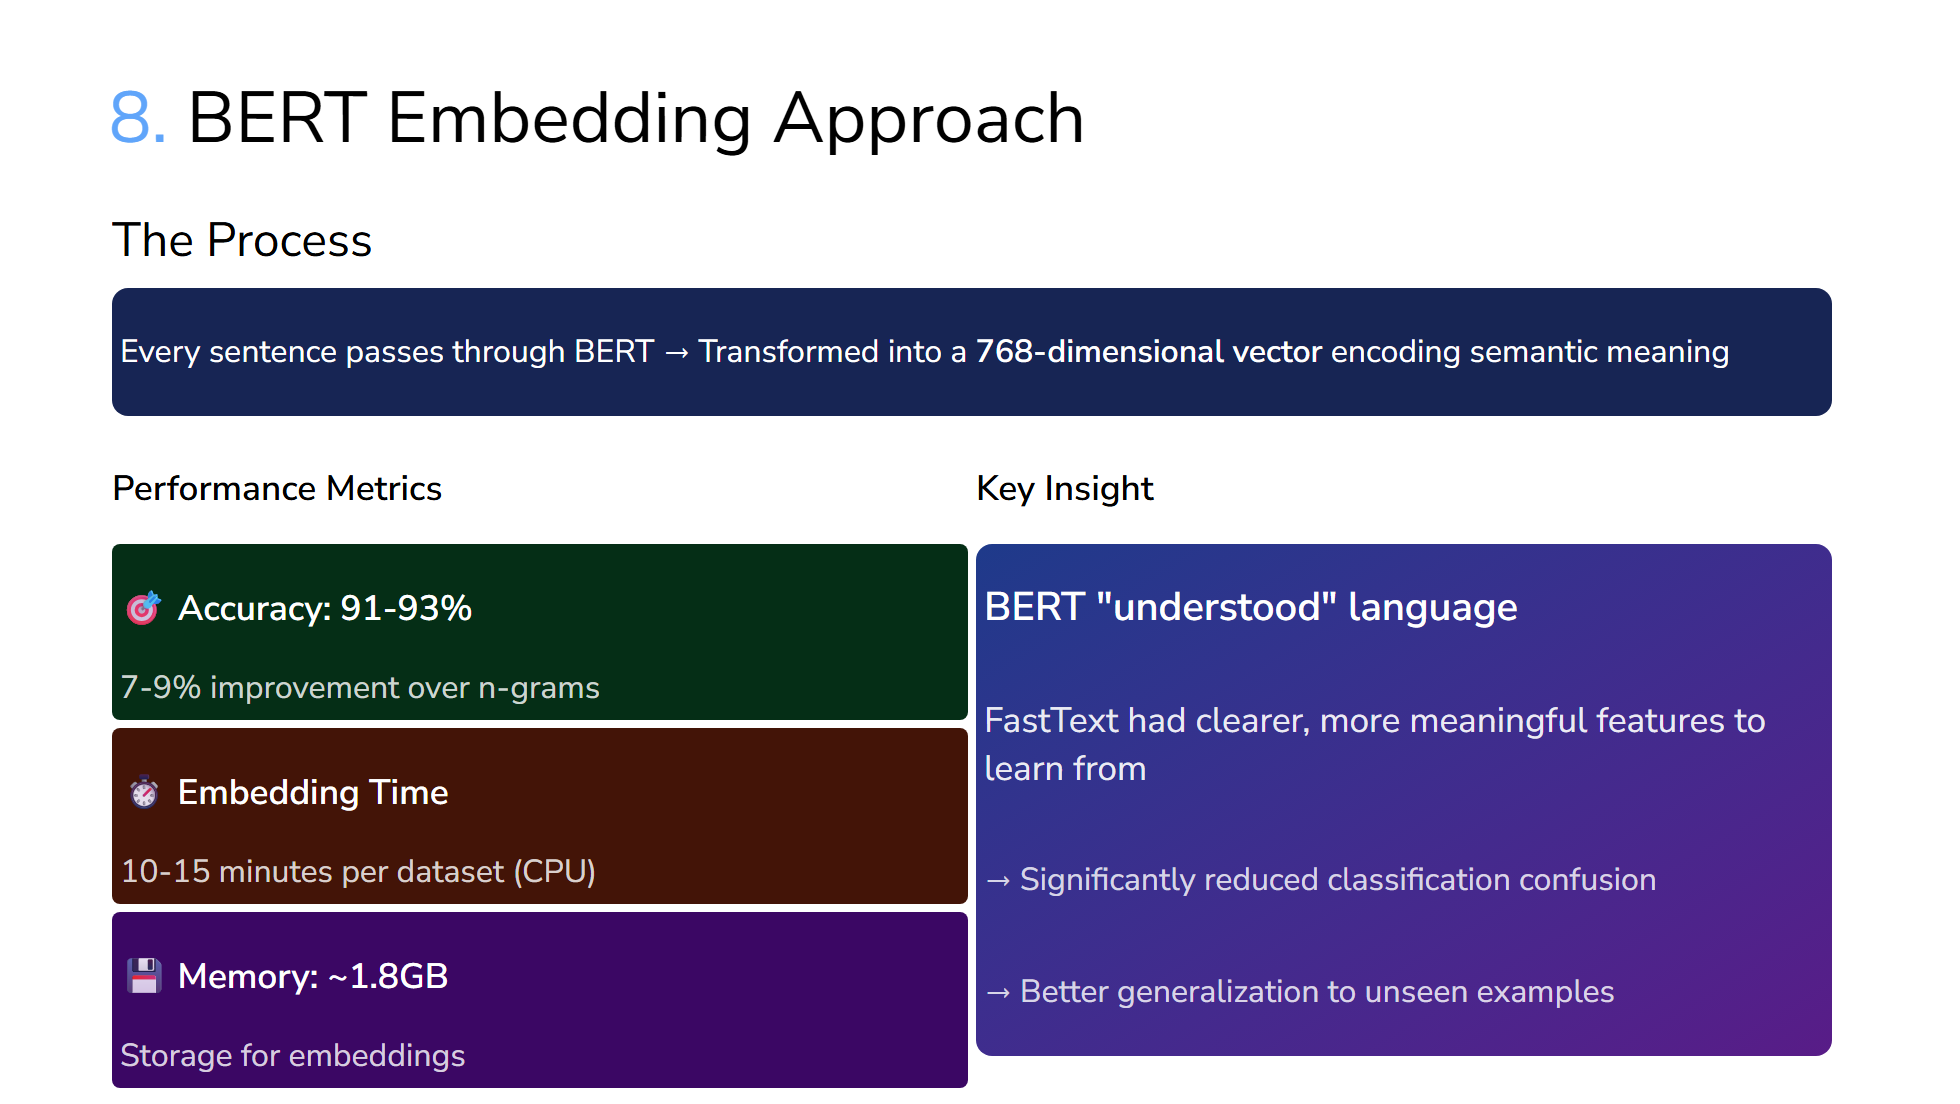 8. BERT Embedding Approach
The Process
Every sentence passes through BERT → Transformed into a 768-dimensional vector encoding semantic meaning
Performance Metrics
🎯 Accuracy: 91-93%
7-9% improvement over n-grams
⏱️ Embedding Time
10-15 minutes per dataset (CPU)
💾 Memory: ~1.8GB
Storage for embeddings
Key Insight
BERT "understood" language
FastText had clearer, more meaningful features to
learn from
→ Significantly reduced classification confusion
→ Better generalization to unseen examples